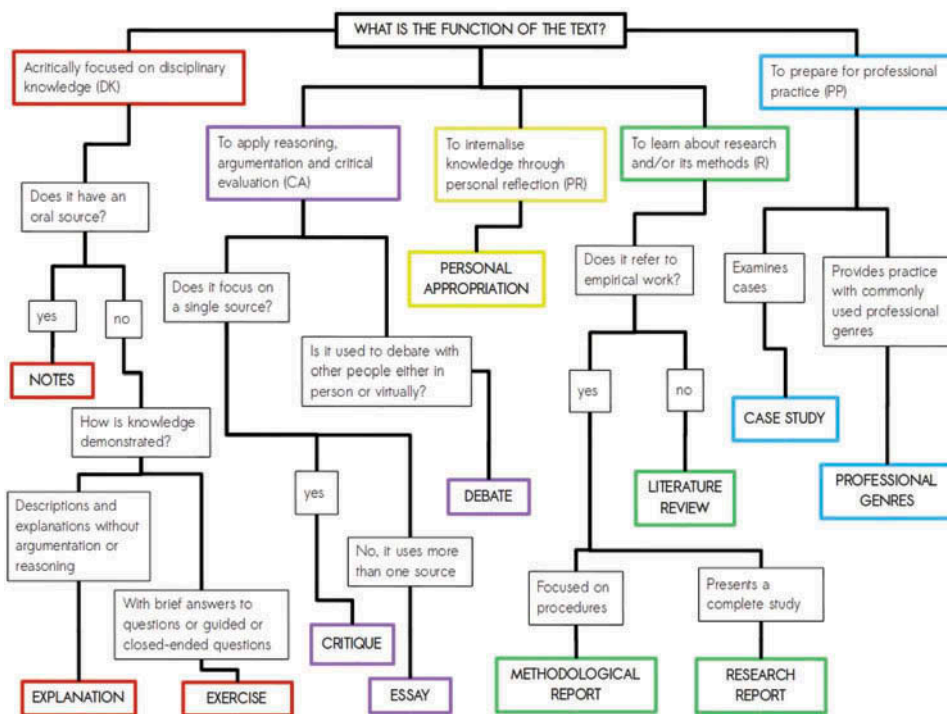 WHAT IS THE FUNCTION OF THE TEXT?
Acritically focused on disciplinary
knowledge (DK)
To prepare for professional
practice (PP)
To apply reasoning,
argumentation and critical
evaluation (CA)
To internalise
knowledge through
personal reflection (PR)
To learn about research
and/or its methods (R)
Does it have an
oral source?
PERSONAL
APPROPRIATION
Does it refer to
empirical work?
Examines
cases
Provides practice
with commonly
used professional
genres
Does it focus on
a single source?
yes
no
Is it used to debate with
other people either in
person or virtually?
NOTES
yes
no
CASE STUDY
How is knowledge
demonstrated?
DEBATE
LITERATURE
REVIEW
PROFESSIONAL
GENRES
yes
Descriptions and
explanations without
argumentation or
reasoning
No, it uses more
than one source
Focused on
procedures
Presents a
complete study
With brief answers to
questions or guided or
closed-ended questions
CRITIQUE
METHODOLOGICAL
REPORT
RESEARCH
REPORT
EXPLANATION
EXERCISE
ESSAY